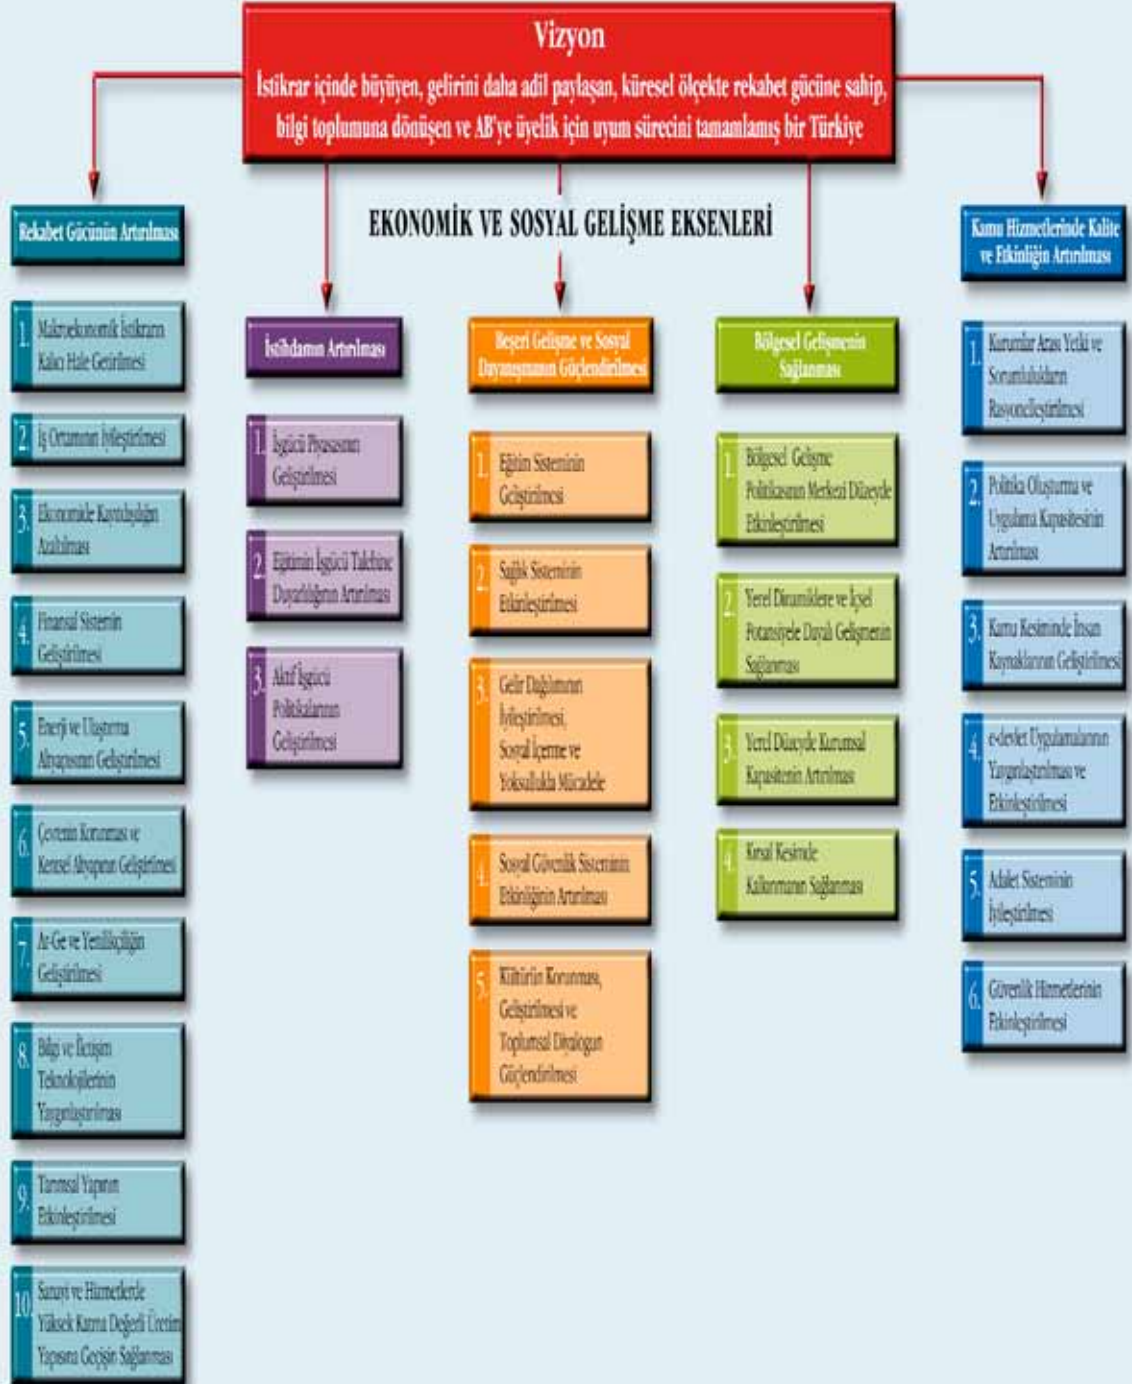 Vizyon
İstikrar içinde büyüyen, gelirini daha adil paylaşan, küresel ölçekte rekabet gücüne sahip,
bilgi toplumuna dönüşen ve AB'ye üyelik için uyum sürecini tamamlamış bir Türkiye
EKONOMİK VE SOSYAL GELİŞME EKSENLERİ
Rekabet Gücünün Artırılması
1. Makroekonomik İstikrarın
Kalıcı Hale Getirilmesi
2. İş Ortamının İyileştirilmesi
3. Ekonomide Kayıtdışılığın
Azaltılması
4. Finansal Sistemin
Geliştirilmesi
5. Enerji ve Ulaştırma
Altyapısının Geliştirilmesi
6. Çevrenin Korunması ve
Kentsel Altyapının Geliştirilmesi
7. Ar-Ge ve Yenilikçiliğin
Geliştirilmesi
8. Bilgi ve İletişim
Teknolojilerinin
Yaygınlaştırılması
9. Tarımsal Yapının
Etkinleştirilmesi
10. Sanayi ve Hizmetlerde
Yüksek Katma Değerli Üretim
Yapısına Geçişin Sağlanması
İstihdamın Artırılması
1. İşgücü Piyasasının
Geliştirilmesi
2. Eğitimin İşgücü Talebine
Duyarlılığının Artırılması
3. Aktif İşgücü
Politikalarının
Geliştirilmesi
Beşeri Gelişme ve Sosyal
Dayanışmanın Güçlendirilmesi
1. Eğitim Sisteminin
Geliştirilmesi
2. Sağlık Sisteminin
Etkinleştirilmesi
3. Gelir Dağılımının
İyileştirilmesi,
Sosyal İçerme ve
Yoksullukla Mücadele
4. Sosyal Güvenlik Sisteminin
Etkinliğinin Artırılması
5. Kültürün Korunması,
Geliştirilmesi ve
Toplumsal Diyalogun
Güçlendirilmesi
Bölgesel Gelişmenin
Sağlanması
1. Bölgesel Gelişme
Politikasının Merkezi Düzeyde
Etkinleştirilmesi
2. Yerel Dinamiklere ve İçsel
Potansiyele Dayalı Gelişmenin
Sağlanması
3. Yerel Düzeyde Kurumsal
Kapasitenin Artırılması
4. Kırsal Kesimde
Kalkınmanın Sağlanması
Kamu Hizmetlerinde Kalite
ve Etkinliğin Artırılması
1. Kurumlar Arası Yetki ve
Sorumlulukların
Rasyonelleştirilmesi
2. Politika Oluşturma ve
Uygulama Kapasitesinin
Artırılması
3. Kamu Kesiminde İnsan
Kaynaklarının Geliştirilmesi
4. e-devlet Uygulamalarının
Yaygınlaştırılması ve
Etkinleştirilmesi
5. Adalet Sisteminin
İyileştirilmesi
6. Güvenlik Hizmetlerinin
Etkinleştirilmesi